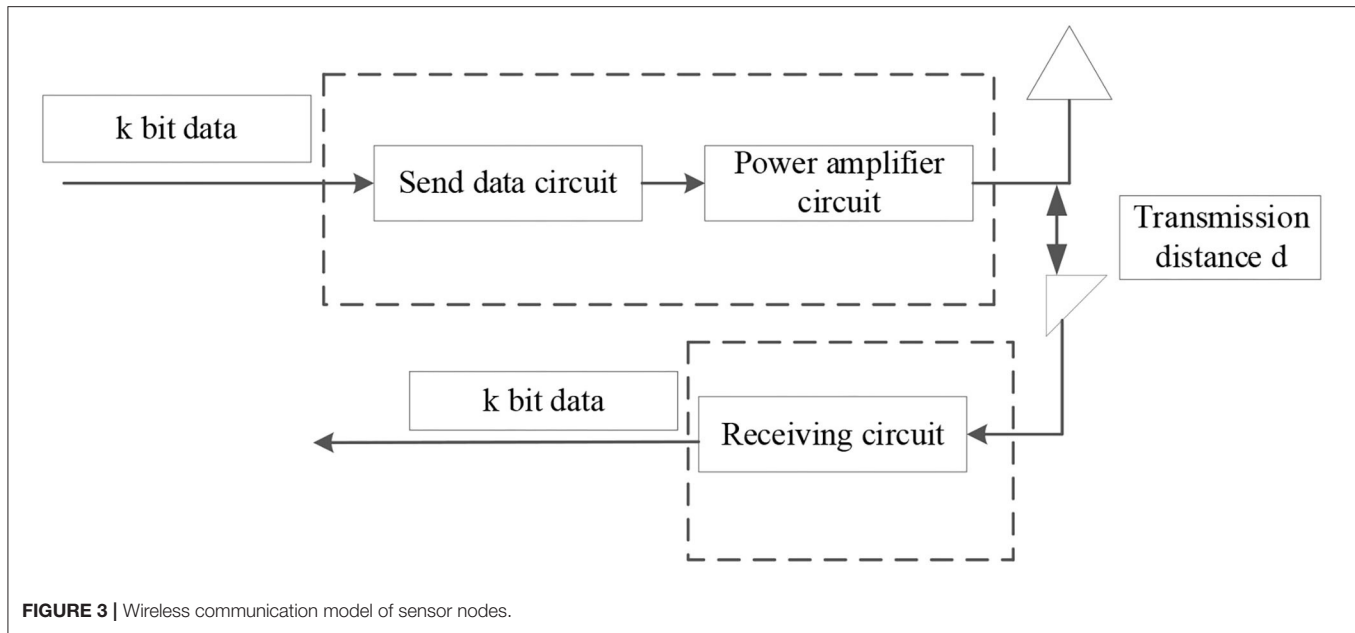 k bit data
Send data circuit
Power amplifier
circuit
Transmission
distance d
k bit data
Receiving circuit
FIGURE 3 | Wireless communication model of sensor nodes.